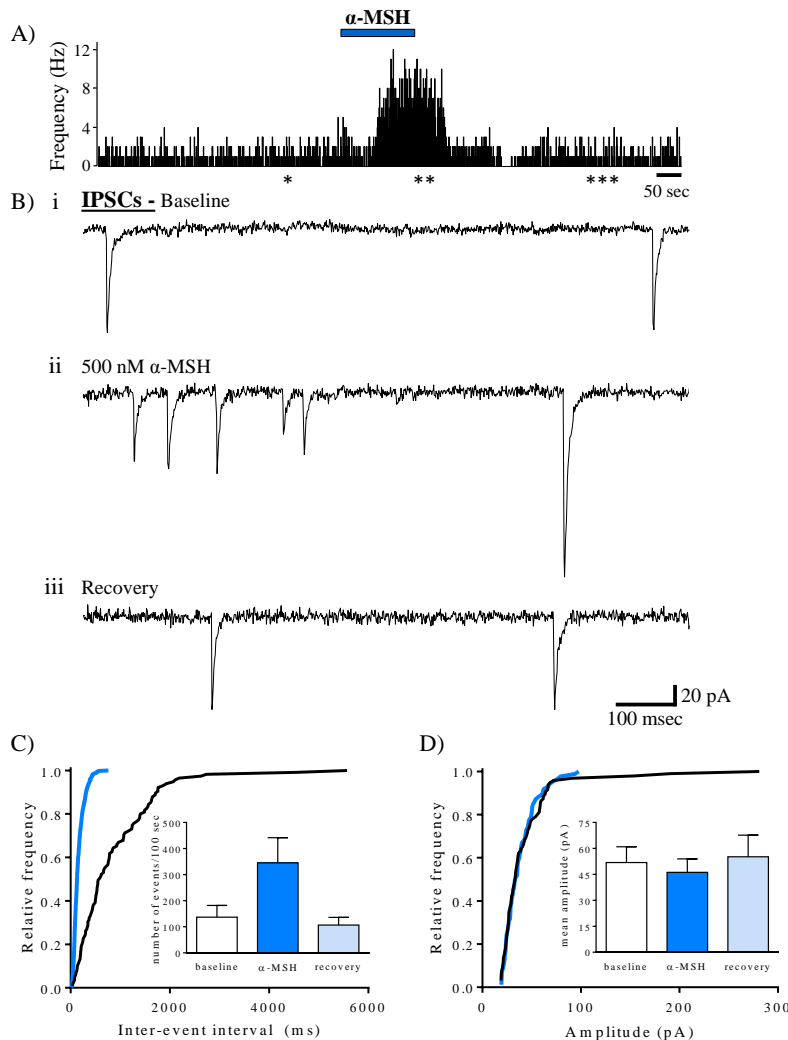 α-MSH
A)
Frequency (Hz)
12
8
4
0
* ** ***
50 sec
B) i IPSCs - Baseline
ii 500 nM α-MSH
iii Recovery
20 pA
100 msec
C)
Relative frequency
1.0
0.8
0.6
0.4
0.2
0.0
0 2000 4000 6000
Inter-event interval (ms)
number of events/100 sec
500
400
300
200
100
0
baseline α-MSH recovery
D)
Relative frequency
1.0
0.8
0.6
0.4
0.2
0.0
0 100 200 300
Amplitude (pA)
mean amplitude (pA)
75
60
45
30
15
0
baseline α-MSH recovery